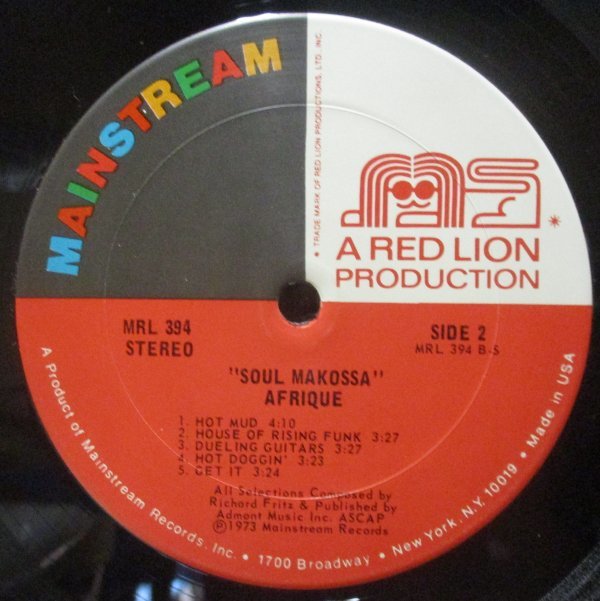 MAINSTREAM
• TRADE MARK OF RED LION PRODUCTIONS, LTD. INC.
A RED LION
PRODUCTION
MRL 394
STEREO
SIDE 2
MRL 394 B-S
"SOUL MAKOSSA"
AFRIQUE
1. HOT MUD 4:10
2. HOUSE OF RISING FUNK 3:27
3. DUELING GUITARS 3:27
4. HOT DOGGIN' 3:23
5. GET IT 3:24
All Selections Composed by
Richard Fritz & Published by
Admont Music Inc. ASCAP
Ⓟ1973 Mainstream Records
A Product of Mainstream Records, Inc. • 1700 Broadway • New York, N.Y. 10019 • Made in USA